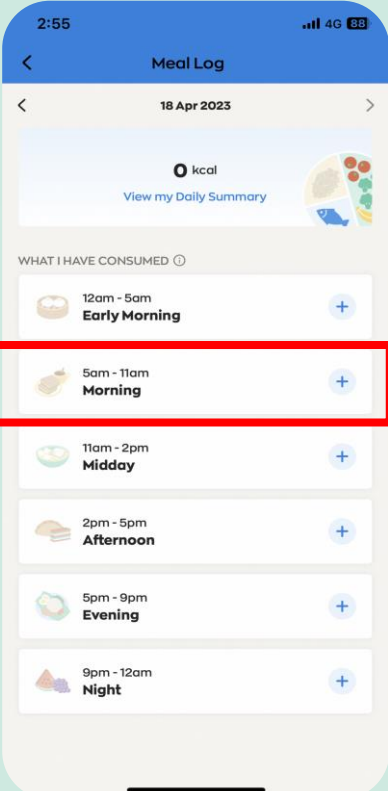 2:55
4G 88
Meal Log
18 Apr 2023
0 kcal
View my Daily Summary
WHAT I HAVE CONSUMED
12am - 5am
Early Morning
5am - 11am
Morning
11am - 2pm
Midday
2pm - 5pm
Afternoon
5pm - 9pm
Evening
9pm - 12am
Night